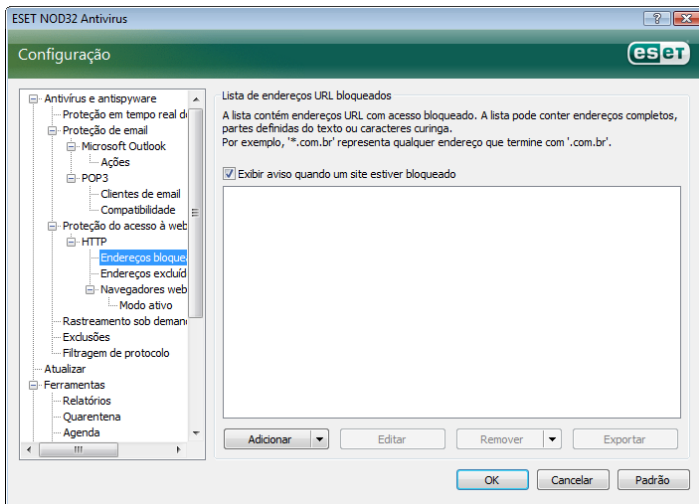 ESET NOD32 Antivirus
Configuração
eseT
Antivírus e antispyware
Proteção em tempo real d
Proteção de email
Microsoft Outlook
Ações
POP3
Clientes de email
Compatibilidade
Proteção do acesso à web
HTTP
Endereços bloquea
Endereços excluíd
Navegadores web
Modo ativo
Rastreamento sob deman
Exclusões
Filtragem de protocolo
Atualizar
Ferramentas
Relatórios
Quarentena
Agenda
Lista de endereços URL bloqueados
A lista contém endereços URL com acesso bloqueado. A lista pode conter endereços completos,
partes definidas do texto ou caracteres curinga.
Por exemplo, '*.com.br' representa qualquer endereço que termine com '.com.br'.
Exibir aviso quando um site estiver bloqueado
Adicionar
Editar
Remover
Exportar
OK
Cancelar
Padrão